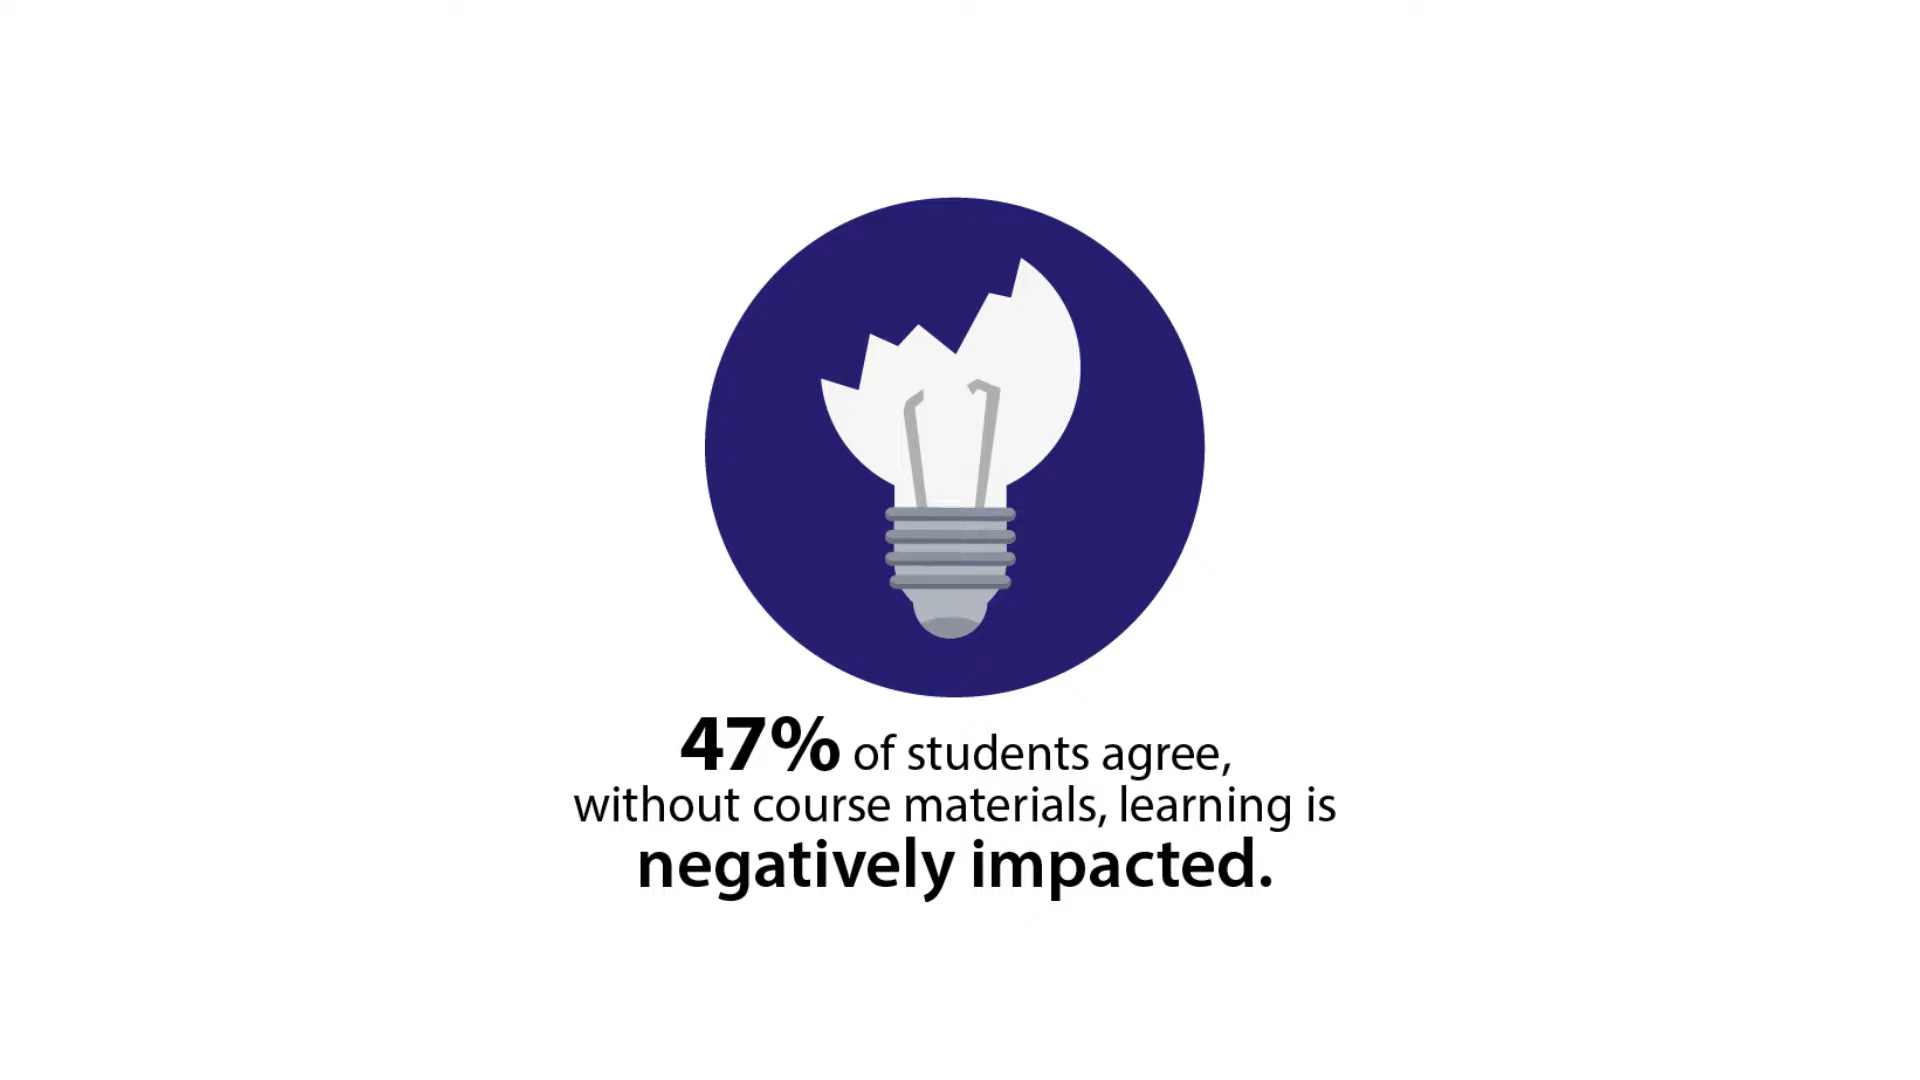 47% of students agree,
without course materials, learning is
negatively impacted.